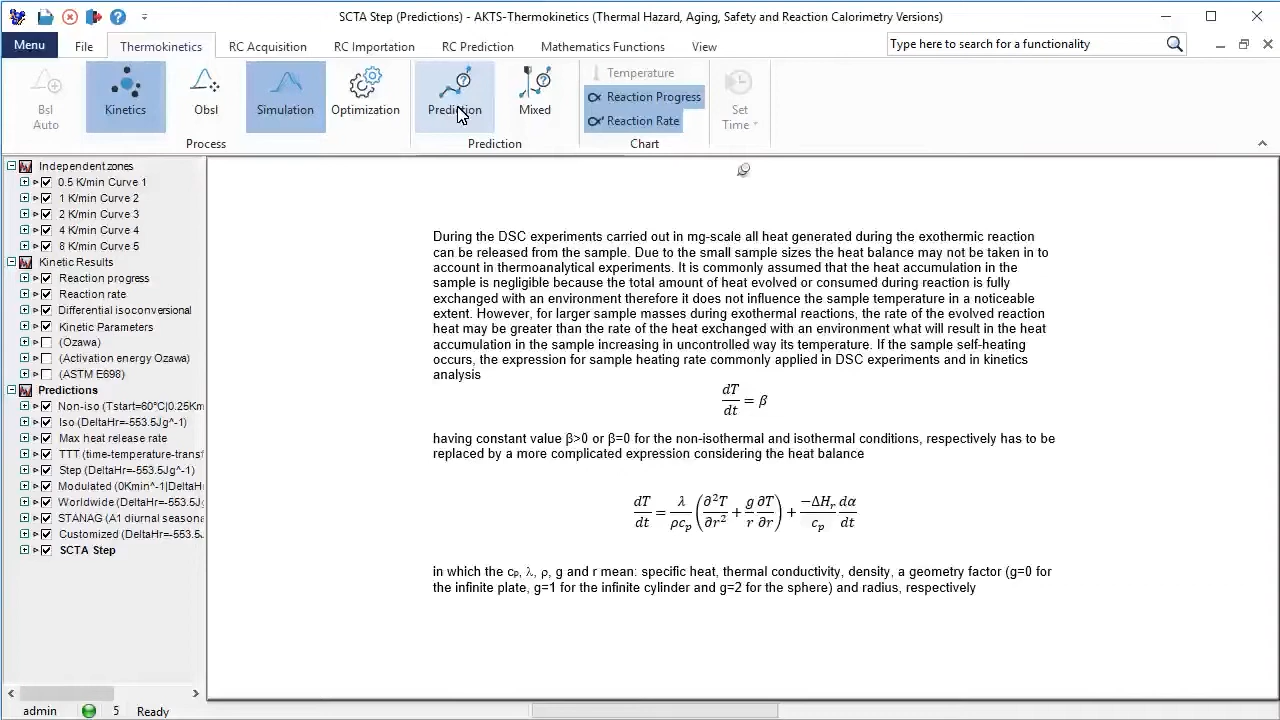 SCTA Step (Predictions) - AKTS-Thermokinetics (Thermal Hazard, Aging, Safety and Reaction Calorimetry Versions)
Menu File Thermokinetics RC Acquisition RC Importation RC Prediction Mathematics Functions View Type here to search for a functionality
Bsl Auto
Kinetics
Obsl
Simulation
Optimization
Prediction
Mixed
Temperature
Reaction Progress
Reaction Rate
Set Time
Process Prediction Chart
Independent zones
0.5 K/min Curve 1
1 K/min Curve 2
2 K/min Curve 3
4 K/min Curve 4
8 K/min Curve 5
Kinetic Results
Reaction progress
Reaction rate
Differential isoconversional
Kinetic Parameters
(Ozawa)
(Activation energy Ozawa)
(ASTM E698)
Predictions
Non-iso (Tstart=60°C|0.25Km
Iso (DeltaHr=-553.5Jg^-1)
Max heat release rate
TTT (time-temperature-transf
Step (DeltaHr=-553.5Jg^-1)
Modulated (0Kmin^-1|DeltaH
Worldwide (DeltaHr=-553.5Jg
STANAG (A1 diurnal seasona
Customized (DeltaHr=-553.5J
SCTA Step
During the DSC experiments carried out in mg-scale all heat generated during the exothermic reaction
can be released from the sample. Due to the small sample sizes the heat balance may not be taken in to
account in thermoanalytical experiments. It is commonly assumed that the heat accumulation in the
sample is negligible because the total amount of heat evolved or consumed during reaction is fully
exchanged with an environment therefore it does not influence the sample temperature in a noticeable
extent. However, for larger sample masses during exothermal reactions, the rate of the evolved reaction
heat may be greater than the rate of the heat exchanged with an environment what will result in the heat
accumulation in the sample increasing in uncontrolled way its temperature. If the sample self-heating
occurs, the expression for sample heating rate commonly applied in DSC experiments and in kinetics
analysis
dT/dt = β
having constant value β>0 or β=0 for the non-isothermal and isothermal conditions, respectively has to be
replaced by a more complicated expression considering the heat balance
dT/dt = λ/ρcₚ (∂²T/∂r² + g/r ∂T/∂r) + −ΔHᵣ/cₚ dα/dt
in which the cₚ, λ, ρ, g and r mean: specific heat, thermal conductivity, density, a geometry factor (g=0 for
the infinite plate, g=1 for the infinite cylinder and g=2 for the sphere) and radius, respectively
admin 5 Ready